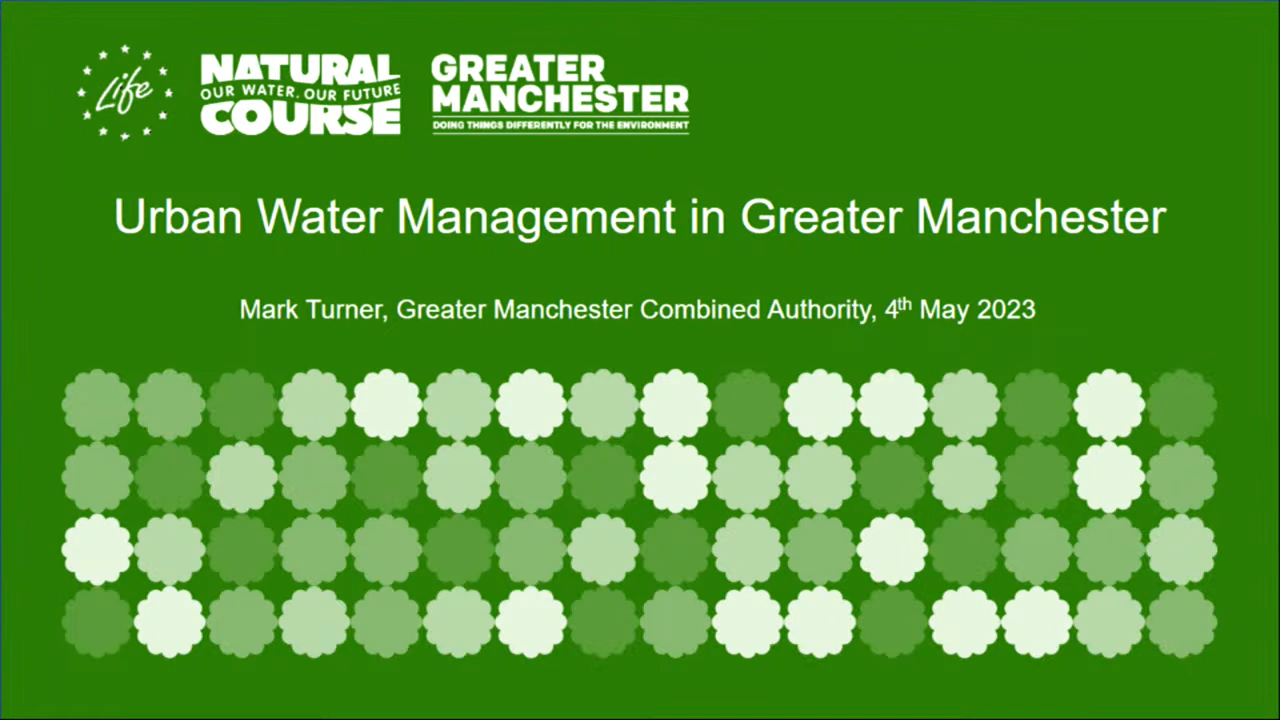 Life
NATURAL
OUR WATER. OUR FUTURE
COURSE
GREATER
MANCHESTER
DOING THINGS DIFFERENTLY FOR THE ENVIRONMENT
Urban Water Management in Greater Manchester
Mark Turner, Greater Manchester Combined Authority, 4th May 2023